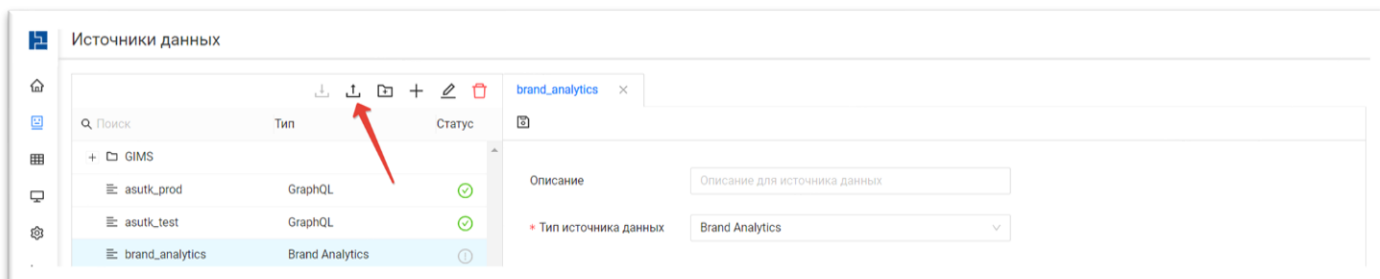 Источники данных
brand_analytics
Поиск Тип Статус
GIMS
asutk_prod GraphQL
asutk_test GraphQL
brand_analytics Brand Analytics
Описание Описание для источника данных
* Тип источника данных Brand Analytics